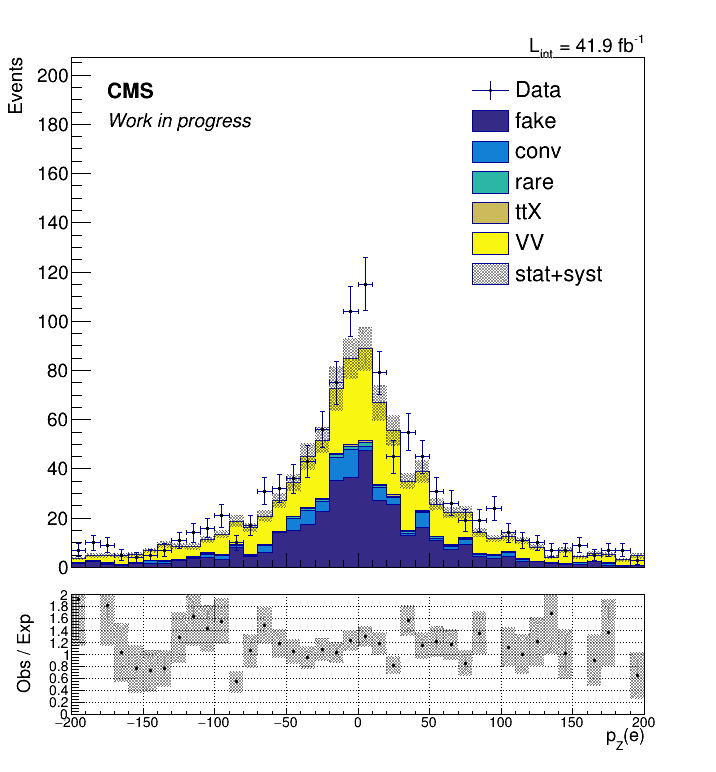 L_int = 41.9 fb^-1
Events
200
180
160
140
120
100
80
60
40
20
0
CMS
Work in progress
Data
fake
conv
rare
ttX
VV
stat+syst
Obs / Exp
2
1.8
1.6
1.4
1.2
1
0.8
0.6
0.4
0.2
0
−200 −150 −100 −50 0 50 100 150 200
p_Z(e)